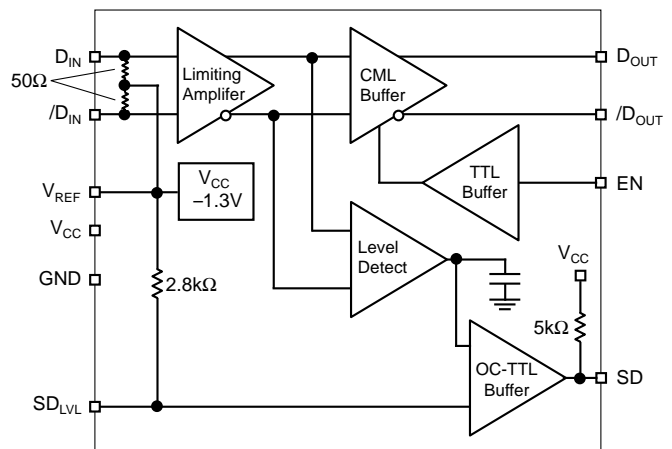 D_IN
50Ω
/D_IN
Limiting
Amplifer
CML
Buffer
D_OUT
/D_OUT
V_REF
V_CC
–1.3V
TTL
Buffer
EN
V_CC
GND
2.8kΩ
Level
Detect
V_CC
5kΩ
OC-TTL
Buffer
SD
SD_LVL